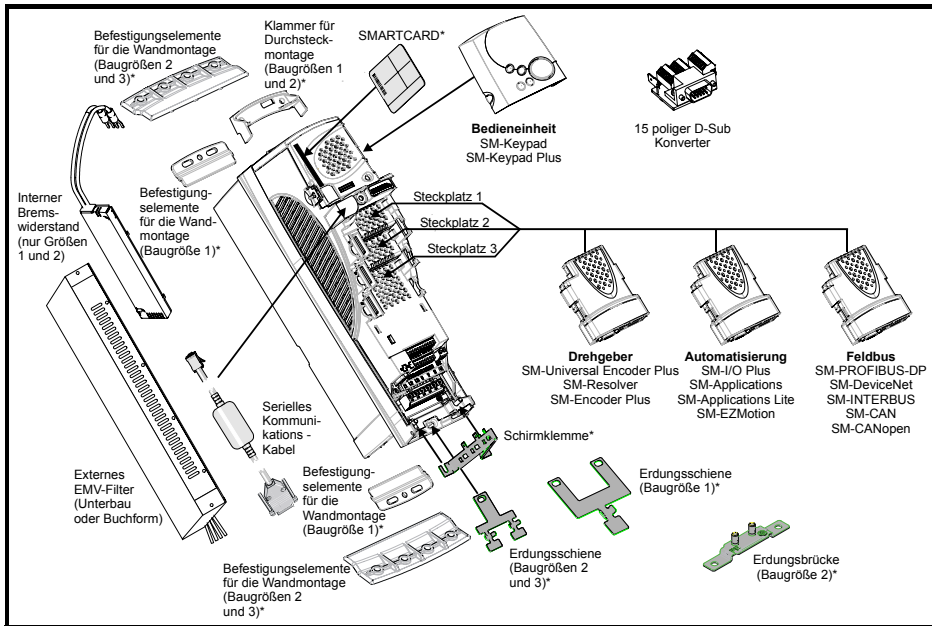 Befestigungselemente
für die Wandmontage
(Baugrößen 2
und 3)*
Klammer für
Durchsteck-
montage
(Baugrößen 1
und 2)*
SMARTCARD*
Bedieneinheit
SM-Keypad
SM-Keypad Plus
15 poliger D-Sub
Konverter
Interner
Brems-
widerstand
(nur Größen
1 und 2)
Befestigung-
selemente
für die Wand-
montage
(Baugröße 1)*
Steckplatz 1
Steckplatz 2
Steckplatz 3
Drehgeber
SM-Universal Encoder Plus
SM-Resolver
SM-Encoder Plus
Automatisierung
SM-I/O Plus
SM-Applications
SM-Applications Lite
SM-EZMotion
Feldbus
SM-PROFIBUS-DP
SM-DeviceNet
SM-INTERBUS
SM-CAN
SM-CANopen
Externes
EMV-Filter
(Unterbau
oder Buchform)
Serielles
Kommuni-
kations -
Kabel
Schirmklemme*
Befestigung-
selemente
für die
Wandmontage
(Baugröße 1)*
Erdungsschiene
(Baugröße 1)*
Befestigungselemente
für die Wandmontage
(Baugrößen 2
und 3)*
Erdungsschiene
(Baugrößen 2
und 3)*
Erdungsbrücke
(Baugröße 2)*